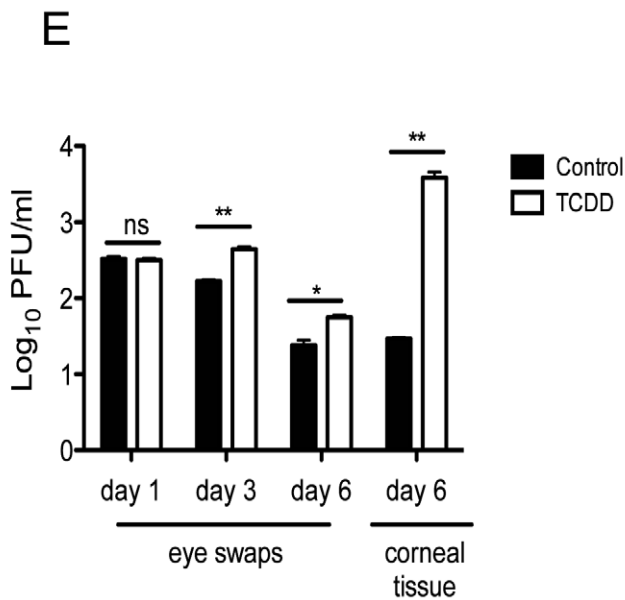 E
Log10 PFU/ml
4
3
2
1
0
ns
**
*
**
Control
TCDD
day 1 day 3 day 6 day 6
eye swaps
corneal
tissue